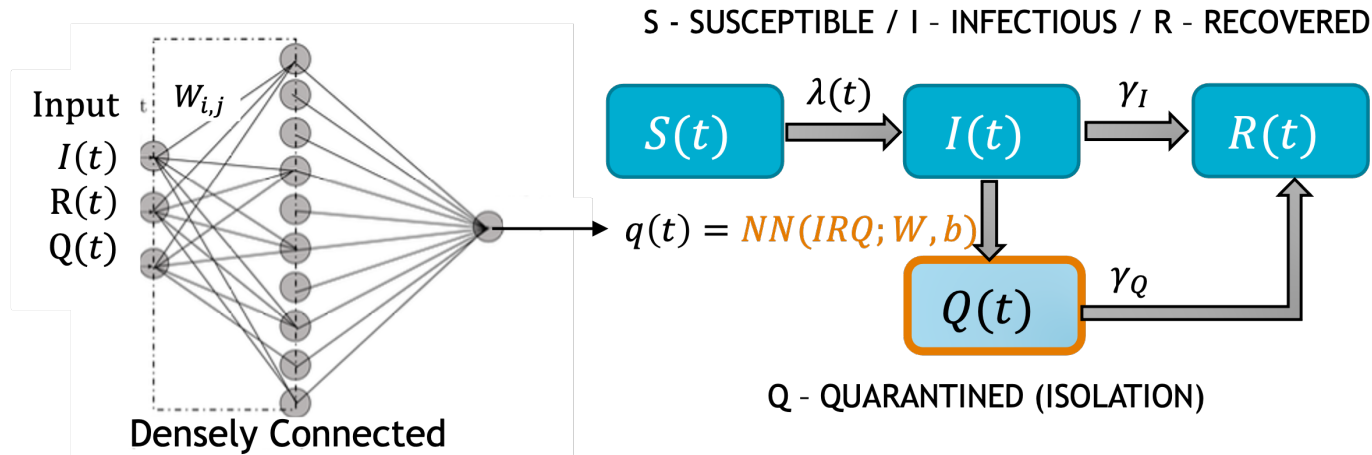 S - SUSCEPTIBLE / I - INFECTIOUS / R - RECOVERED
Input
t
W_{i,j}
I(t)
R(t)
Q(t)
Densely Connected
q(t) = NN(IRQ; W, b)
S(t)
λ(t)
I(t)
γ_I
R(t)
Q(t)
γ_Q
Q - QUARANTINED (ISOLATION)